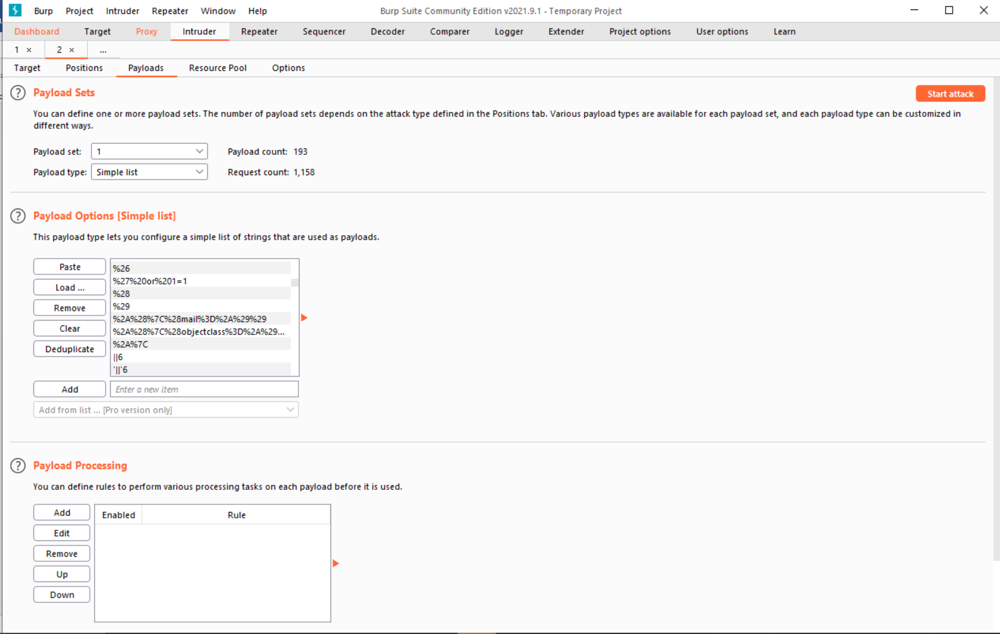 Burp Project Intruder Repeater Window Help Burp Suite Community Edition v2021.9.1 - Temporary Project
Dashboard Target Proxy Intruder Repeater Sequencer Decoder Comparer Logger Extender Project options User options Learn
1 × 2 × ...
Target Positions Payloads Resource Pool Options
? Payload Sets Start attack
You can define one or more payload sets. The number of payload sets depends on the attack type defined in the Positions tab. Various payload types are available for each payload set, and each payload type can be customized in
different ways.
Payload set: 1 Payload count: 193
Payload type: Simple list Request count: 1,158
? Payload Options [Simple list]
This payload type lets you configure a simple list of strings that are used as payloads.
Paste
Load ...
Remove
Clear
Deduplicate
%26
%27%20or%201=1
%28
%29
%2A%28%7C%28mail%3D%2A%29%29
%2A%28%7C%28objectclass%3D%2A%29...
%2A%7C
||6
'||'6
Add Enter a new item
Add from list ... [Pro version only]
? Payload Processing
You can define rules to perform various processing tasks on each payload before it is used.
Add
Edit
Remove
Up
Down
Enabled Rule